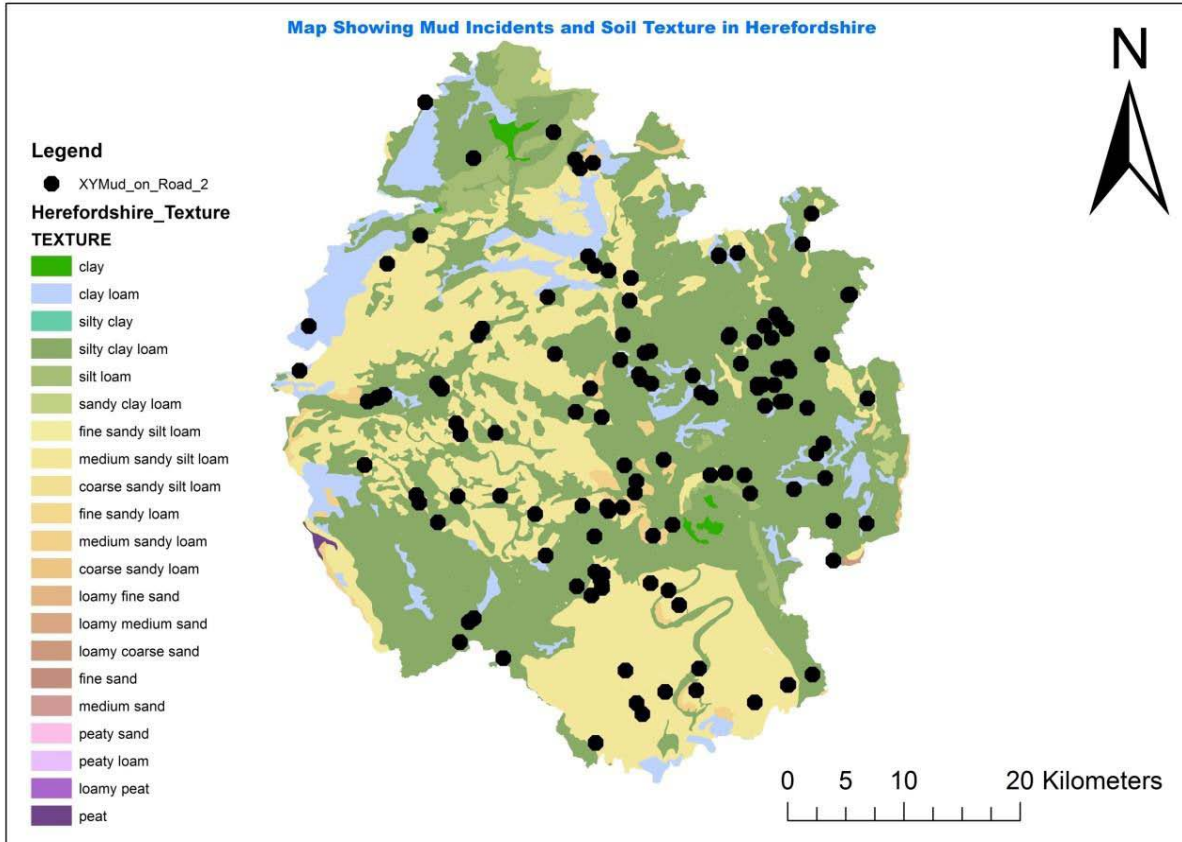 Map Showing Mud Incidents and Soil Texture in Herefordshire
N
Legend
XYMud_on_Road_2
Herefordshire_Texture
TEXTURE
clay
clay loam
silty clay
silty clay loam
silt loam
sandy clay loam
fine sandy silt loam
medium sandy silt loam
coarse sandy silt loam
fine sandy loam
medium sandy loam
coarse sandy loam
loamy fine sand
loamy medium sand
loamy coarse sand
fine sand
medium sand
peaty sand
peaty loam
loamy peat
peat
0 5 10 20 Kilometers